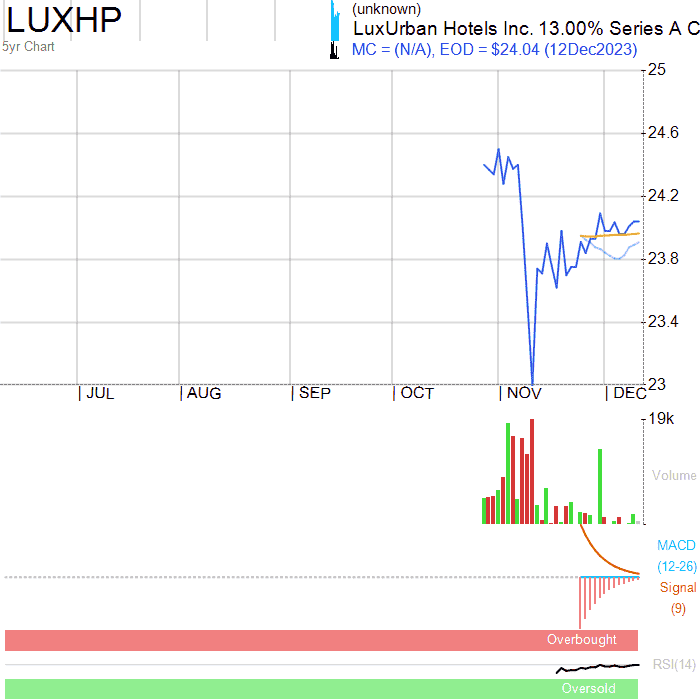 LUXHP
(unknown)
LuxUrban Hotels Inc. 13.00% Series A C
5yr Chart
MC = (N/A), EOD = $24.04 (12Dec2023)
25
24.6
24.2
23.8
23.4
23
JUL
AUG
SEP
OCT
NOV
DEC
19k
Volume
MACD
(12-26)
Signal
(9)
Overbought
RSI(14)
Oversold